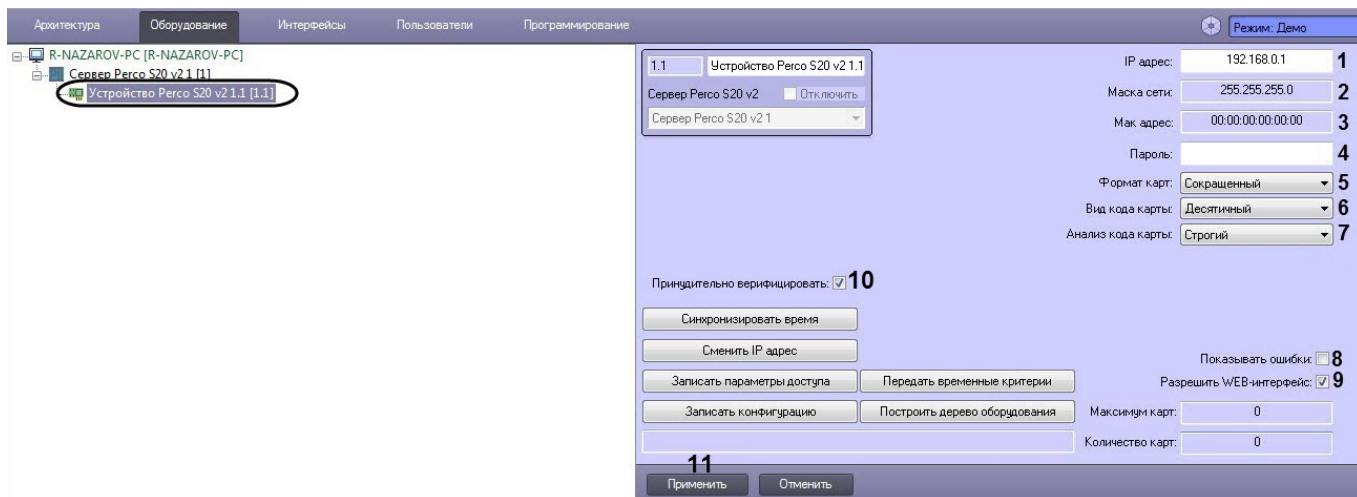 Архитектура Оборудование Интерфейсы Пользователи Программирование Режим: Демо
R-NAZAROV-PC [R-NAZAROV-PC]
Сервер Perco S20 v2 1 [1]
Устройство Perco S20 v2 1.1 [1.1]
1.1 Устройство Perco S20 v2 1.1
Сервер Perco S20 v2 Отключить
Сервер Perco S20 v2 1
IP адрес: 192.168.0.1 1
Маска сети: 255.255.255.0 2
Мак адрес: 00:00:00:00:00:00 3
Пароль: 4
Формат карт: Сокращенный 5
Вид кода карты: Десятичный 6
Анализ кода карты: Строгий 7
Принудительно верифицировать: 10
Синхронизировать время
Сменить IP адрес
Показывать ошибки: 8
Записать параметры доступа Передать временные критерии Разрешить WEB-интерфейс: 9
Записать конфигурацию Построить дерево оборудования Максимум карт: 0
Количество карт: 0
11
Применить Отменить